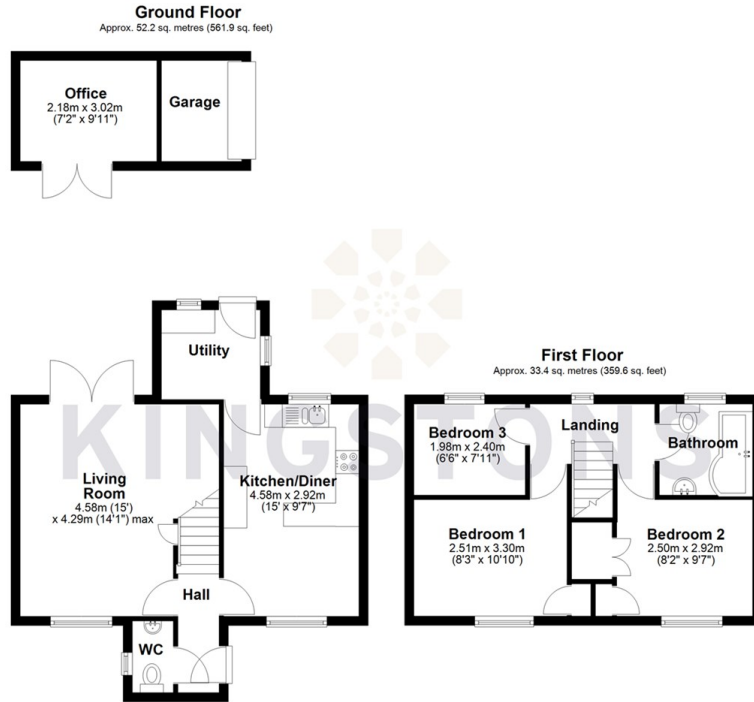 Ground Floor
Approx. 52.2 sq. metres (561.9 sq. feet)
Office
2.18m x 3.02m
(7'2" x 9'11")
Garage
Utility
Living
Room
4.58m (15')
x 4.29m (14'1") max
Kitchen/Diner
4.58m x 2.92m
(15' x 9'7")
Hall
WC
First Floor
Approx. 33.4 sq. metres (359.6 sq. feet)
Bedroom 3
1.98m x 2.40m
(6'6" x 7'11")
Landing
Bathroom
Bedroom 1
2.51m x 3.30m
(8'3" x 10'10")
Bedroom 2
2.50m x 2.92m
(8'2" x 9'7")
KINGSTONS